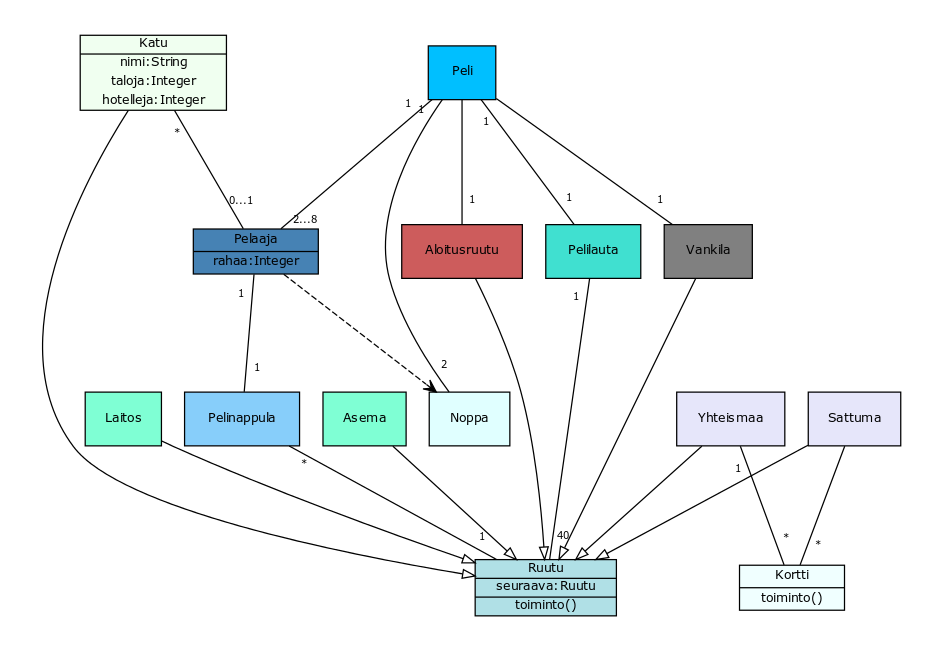 Katu
nimi:String
taloja:Integer
hotelleja:Integer
Peli
1
1
1
*
0...1
2...8
1
1
1
Pelaaja
rahaa:Integer
Aloitusruutu
Pelilauta
Vankila
1
1
1
2
Laitos
Pelinappula
Asema
Noppa
Yhteismaa
Sattuma
*
1
1
40
*
*
Ruutu
seuraava:Ruutu
toiminto()
Kortti
toiminto()